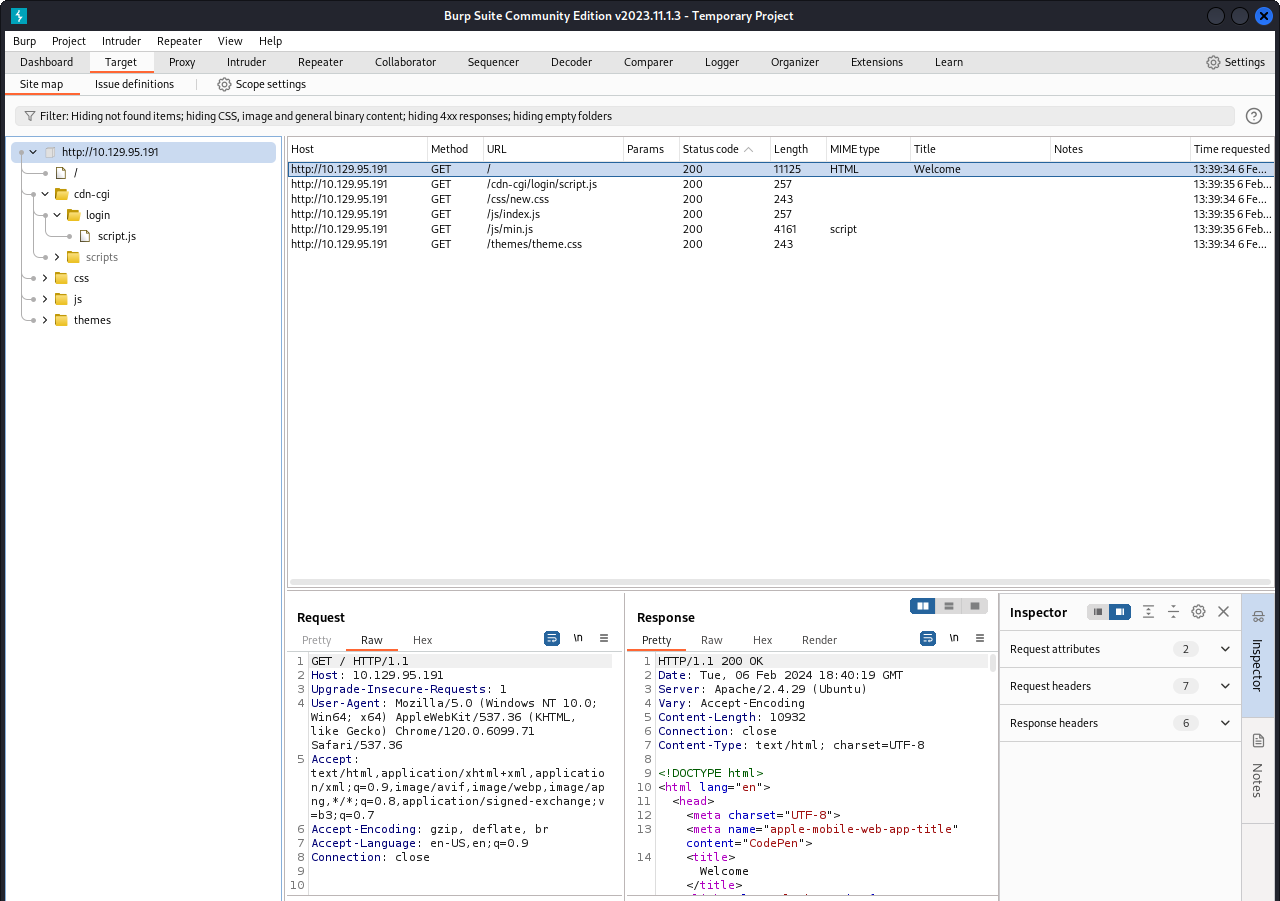 Burp Suite Community Edition v2023.11.1.3 - Temporary Project
Burp Project Intruder Repeater View Help
Dashboard Target Proxy Intruder Repeater Collaborator Sequencer Decoder Comparer Logger Organizer Extensions Learn Settings
Site map Issue definitions Scope settings
Filter: Hiding not found items; hiding CSS, image and general binary content; hiding 4xx responses; hiding empty folders
http://10.129.95.191
/
cdn-cgi
login
script.js
scripts
css
js
themes
Host Method URL Params Status code Length MIME type Title Notes Time requested
http://10.129.95.191 GET / 200 11125 HTML Welcome 13:39:34 6 Fe...
http://10.129.95.191 GET /cdn-cgi/login/script.js 200 257 13:39:35 6 Feb...
http://10.129.95.191 GET /css/new.css 200 243 13:39:34 6 Fe...
http://10.129.95.191 GET /js/index.js 200 257 13:39:35 6 Feb...
http://10.129.95.191 GET /js/min.js 200 4161 script 13:39:35 6 Feb...
http://10.129.95.191 GET /themes/theme.css 200 243 13:39:34 6 Fe...
Request
Pretty Raw Hex \n
1 GET / HTTP/1.1
2 Host: 10.129.95.191
3 Upgrade-Insecure-Requests: 1
4 User-Agent: Mozilla/5.0 (Windows NT 10.0;
Win64; x64) AppleWebKit/537.36 (KHTML,
like Gecko) Chrome/120.0.6099.71
Safari/537.36
5 Accept:
text/html,application/xhtml+xml,applicatio
n/xml;q=0.9,image/avif,image/webp,image/ap
ng,*/*;q=0.8,application/signed-exchange;v
=b3;q=0.7
6 Accept-Encoding: gzip, deflate, br
7 Accept-Language: en-US,en;q=0.9
8 Connection: close
9
10
Response
Pretty Raw Hex Render \n
1 HTTP/1.1 200 OK
2 Date: Tue, 06 Feb 2024 18:40:19 GMT
3 Server: Apache/2.4.29 (Ubuntu)
4 Vary: Accept-Encoding
5 Content-Length: 10932
6 Connection: close
7 Content-Type: text/html; charset=UTF-8
8
9 <!DOCTYPE html>
10 <html lang="en">
11 <head>
12 <meta charset="UTF-8">
13 <meta name="apple-mobile-web-app-title"
content="CodePen">
14 <title>
Welcome
</title>
Inspector
Request attributes 2
Request headers 7
Response headers 6
Inspector
Notes